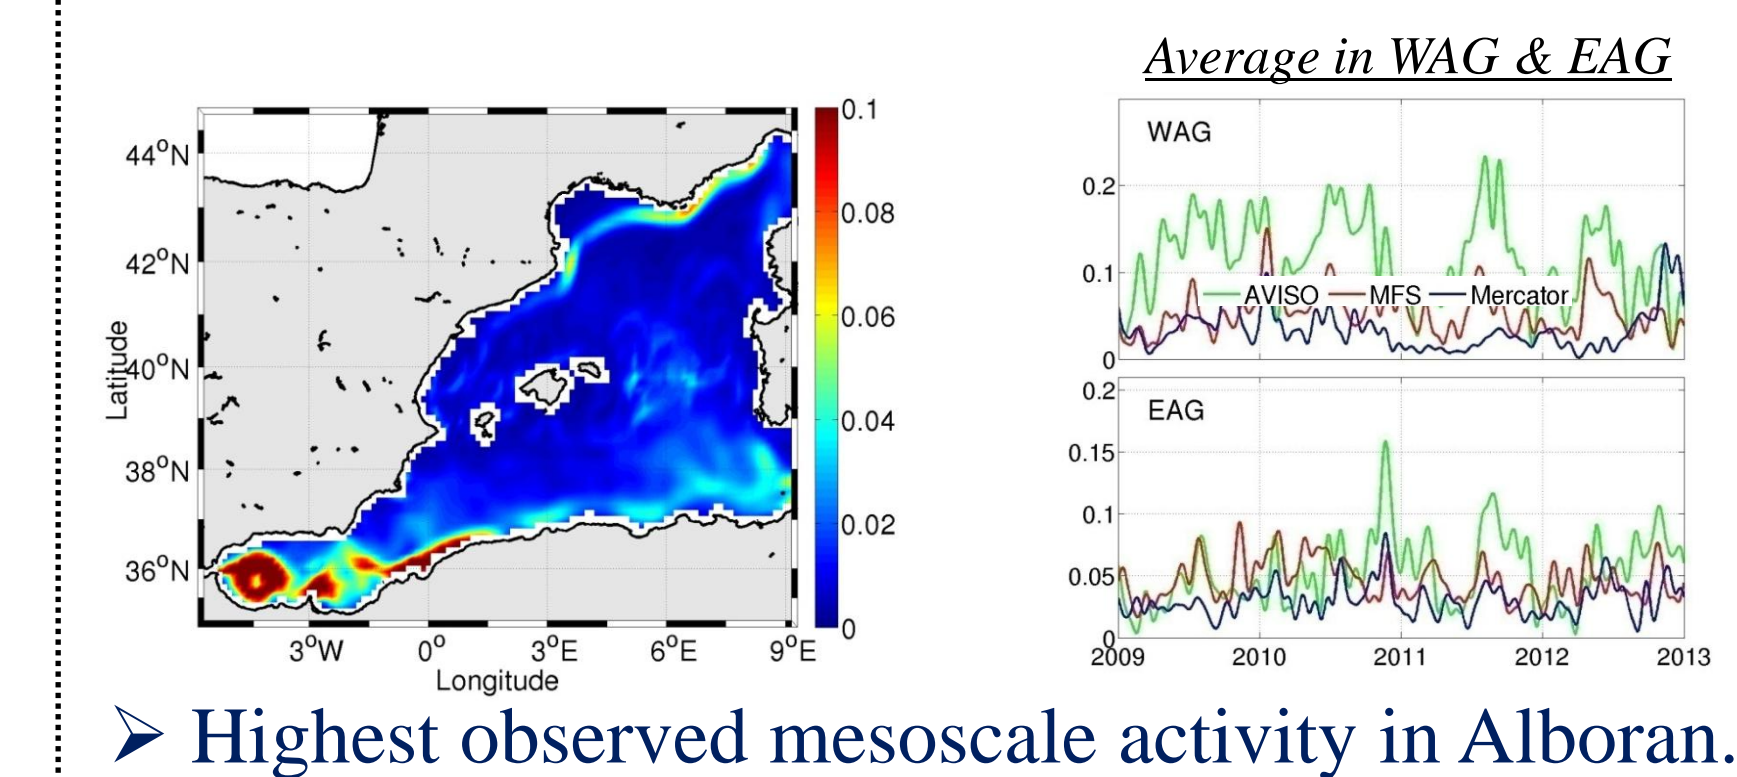 Average in WAG & EAG
0.1
0.08
0.06
0.04
0.02
0
44°N
42°N
40°N
38°N
36°N
Latitude
3°W 0° 3°E 6°E 9°E
Longitude
WAG
0.2
0.1
0
AVISO MFS Mercator
EAG
0.2
0.15
0.1
0.05
0
2009 2010 2011 2012 2013
➢ Highest observed mesoscale activity in Alboran.